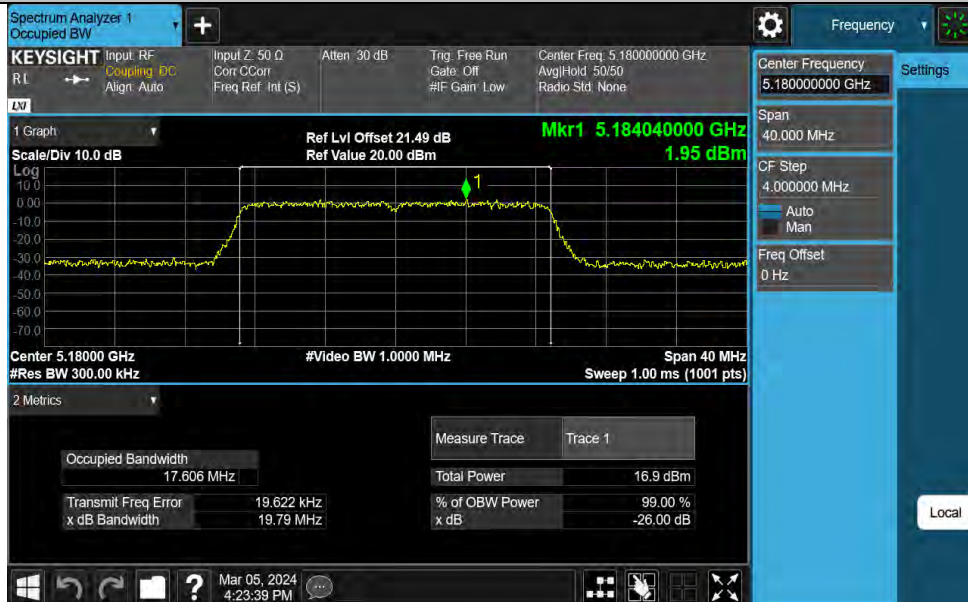 Spectrum Analyzer 1
Occupied BW
+
Frequency
KEYSIGHT Input: RF Input Z: 50 Ω Atten: 30 dB Trig: Free Run Center Freq: 5.180000000 GHz
RL Coupling: DC Corr CCorr Gate: Off Avg|Hold: 50/50
Align: Auto Freq Ref: Int (S) #IF Gain: Low Radio Std: None
LXI
Center Frequency
5.180000000 GHz
Settings
Span
40.000 MHz
CF Step
4.000000 MHz
Auto
Man
Freq Offset
0 Hz
Local
1 Graph
Ref Lvl Offset 21.49 dB Mkr1 5.184040000 GHz
Scale/Div 10.0 dB Ref Value 20.00 dBm 1.95 dBm
Log
10.0
1
0.00
-10.0
-20.0
-30.0
-40.0
-50.0
-60.0
-70.0
Center 5.18000 GHz #Video BW 1.0000 MHz Span 40 MHz
#Res BW 300.00 kHz Sweep 1.00 ms (1001 pts)
2 Metrics
Measure Trace Trace 1
Occupied Bandwidth
17.606 MHz Total Power 16.9 dBm
Transmit Freq Error 19.622 kHz % of OBW Power 99.00 %
x dB Bandwidth 19.79 MHz x dB -26.00 dB
? Mar 05, 2024
4:23:39 PM